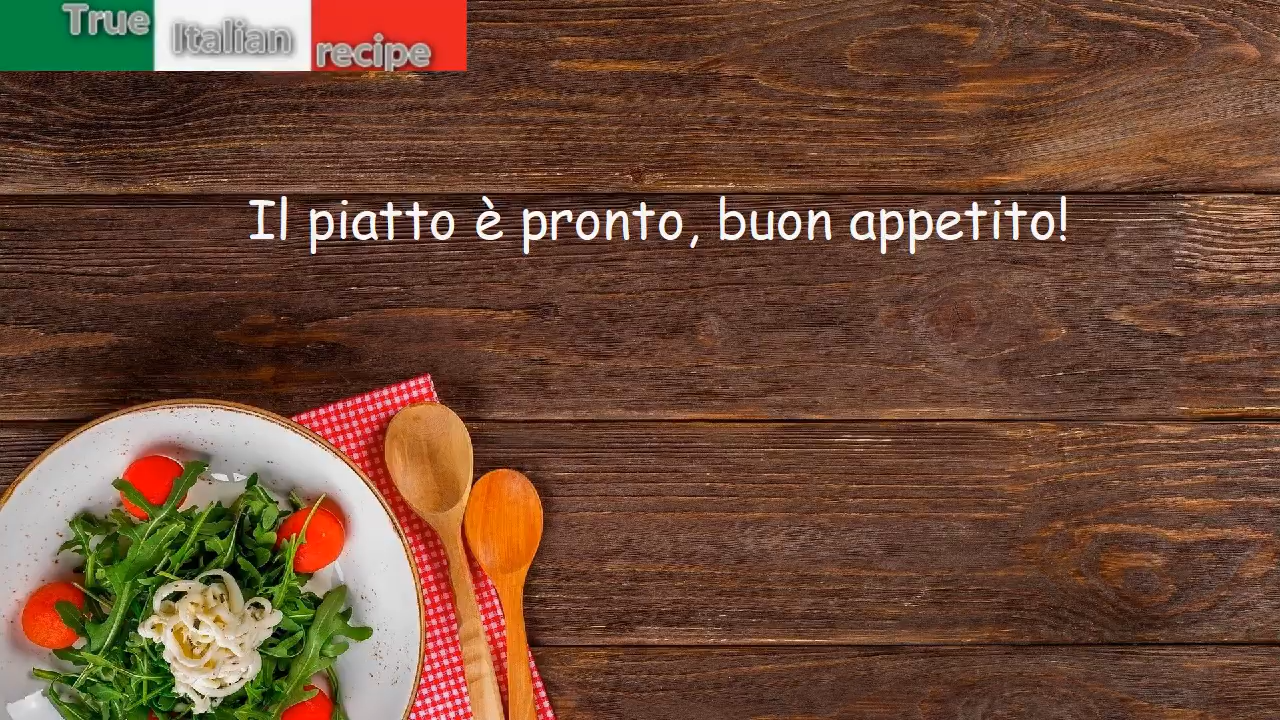 True Italian recipe
Il piatto è pronto, buon appetito!